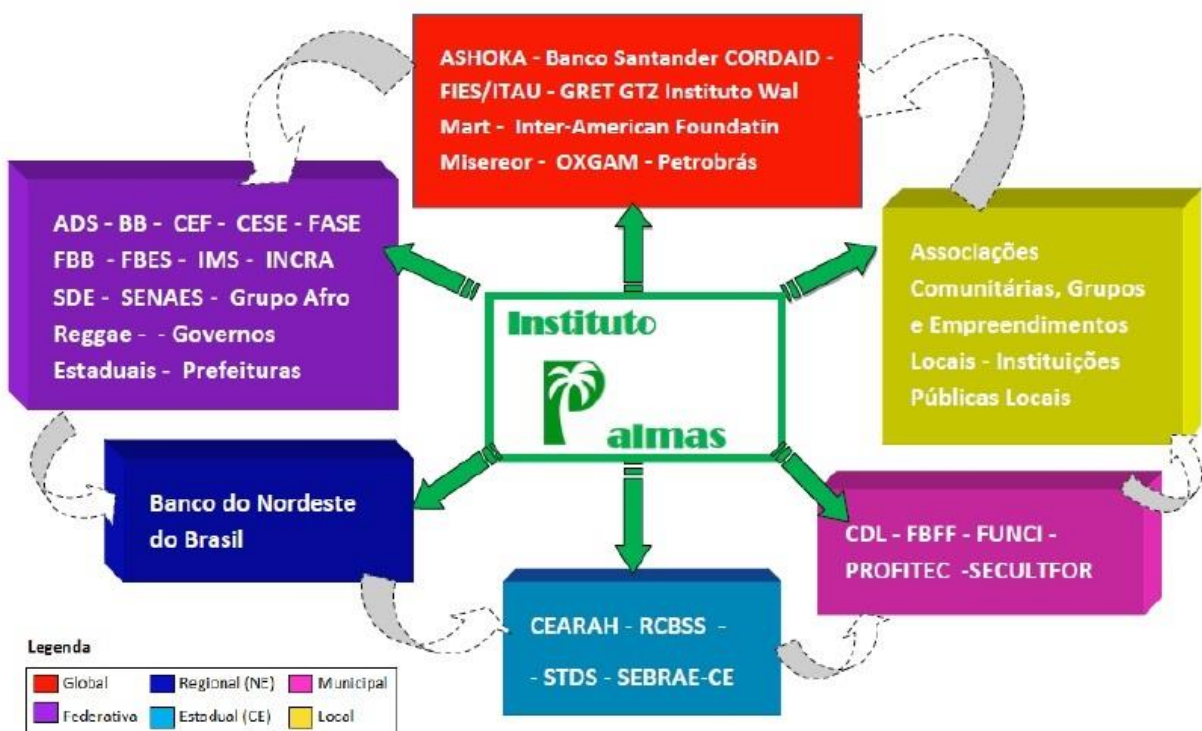 ASHOKA - Banco Santander CORDAID -
FIES/ITAU - GRET GTZ Instituto Wal
Mart - Inter-American Foundatin
Misereor - OXGAM - Petrobrás
ADS - BB - CEF - CESE - FASE
FBB - FBES - IMS - INCRA
SDE - SENAES - Grupo Afro
Reggae - - Governos
Estaduais - Prefeituras
Associações
Comunitárias, Grupos
e Empreendimentos
Locais - Instituições
Públicas Locais
Instituto
Palmas
Banco do Nordeste
do Brasil
CDL - FBFF - FUNCI -
PROFITEC -SECULTFOR
CEARAH - RCBSS -
- STDS - SEBRAE-CE
Legenda
Global
Regional (NE)
Municipal
Federativa
Estadual (CE)
Local